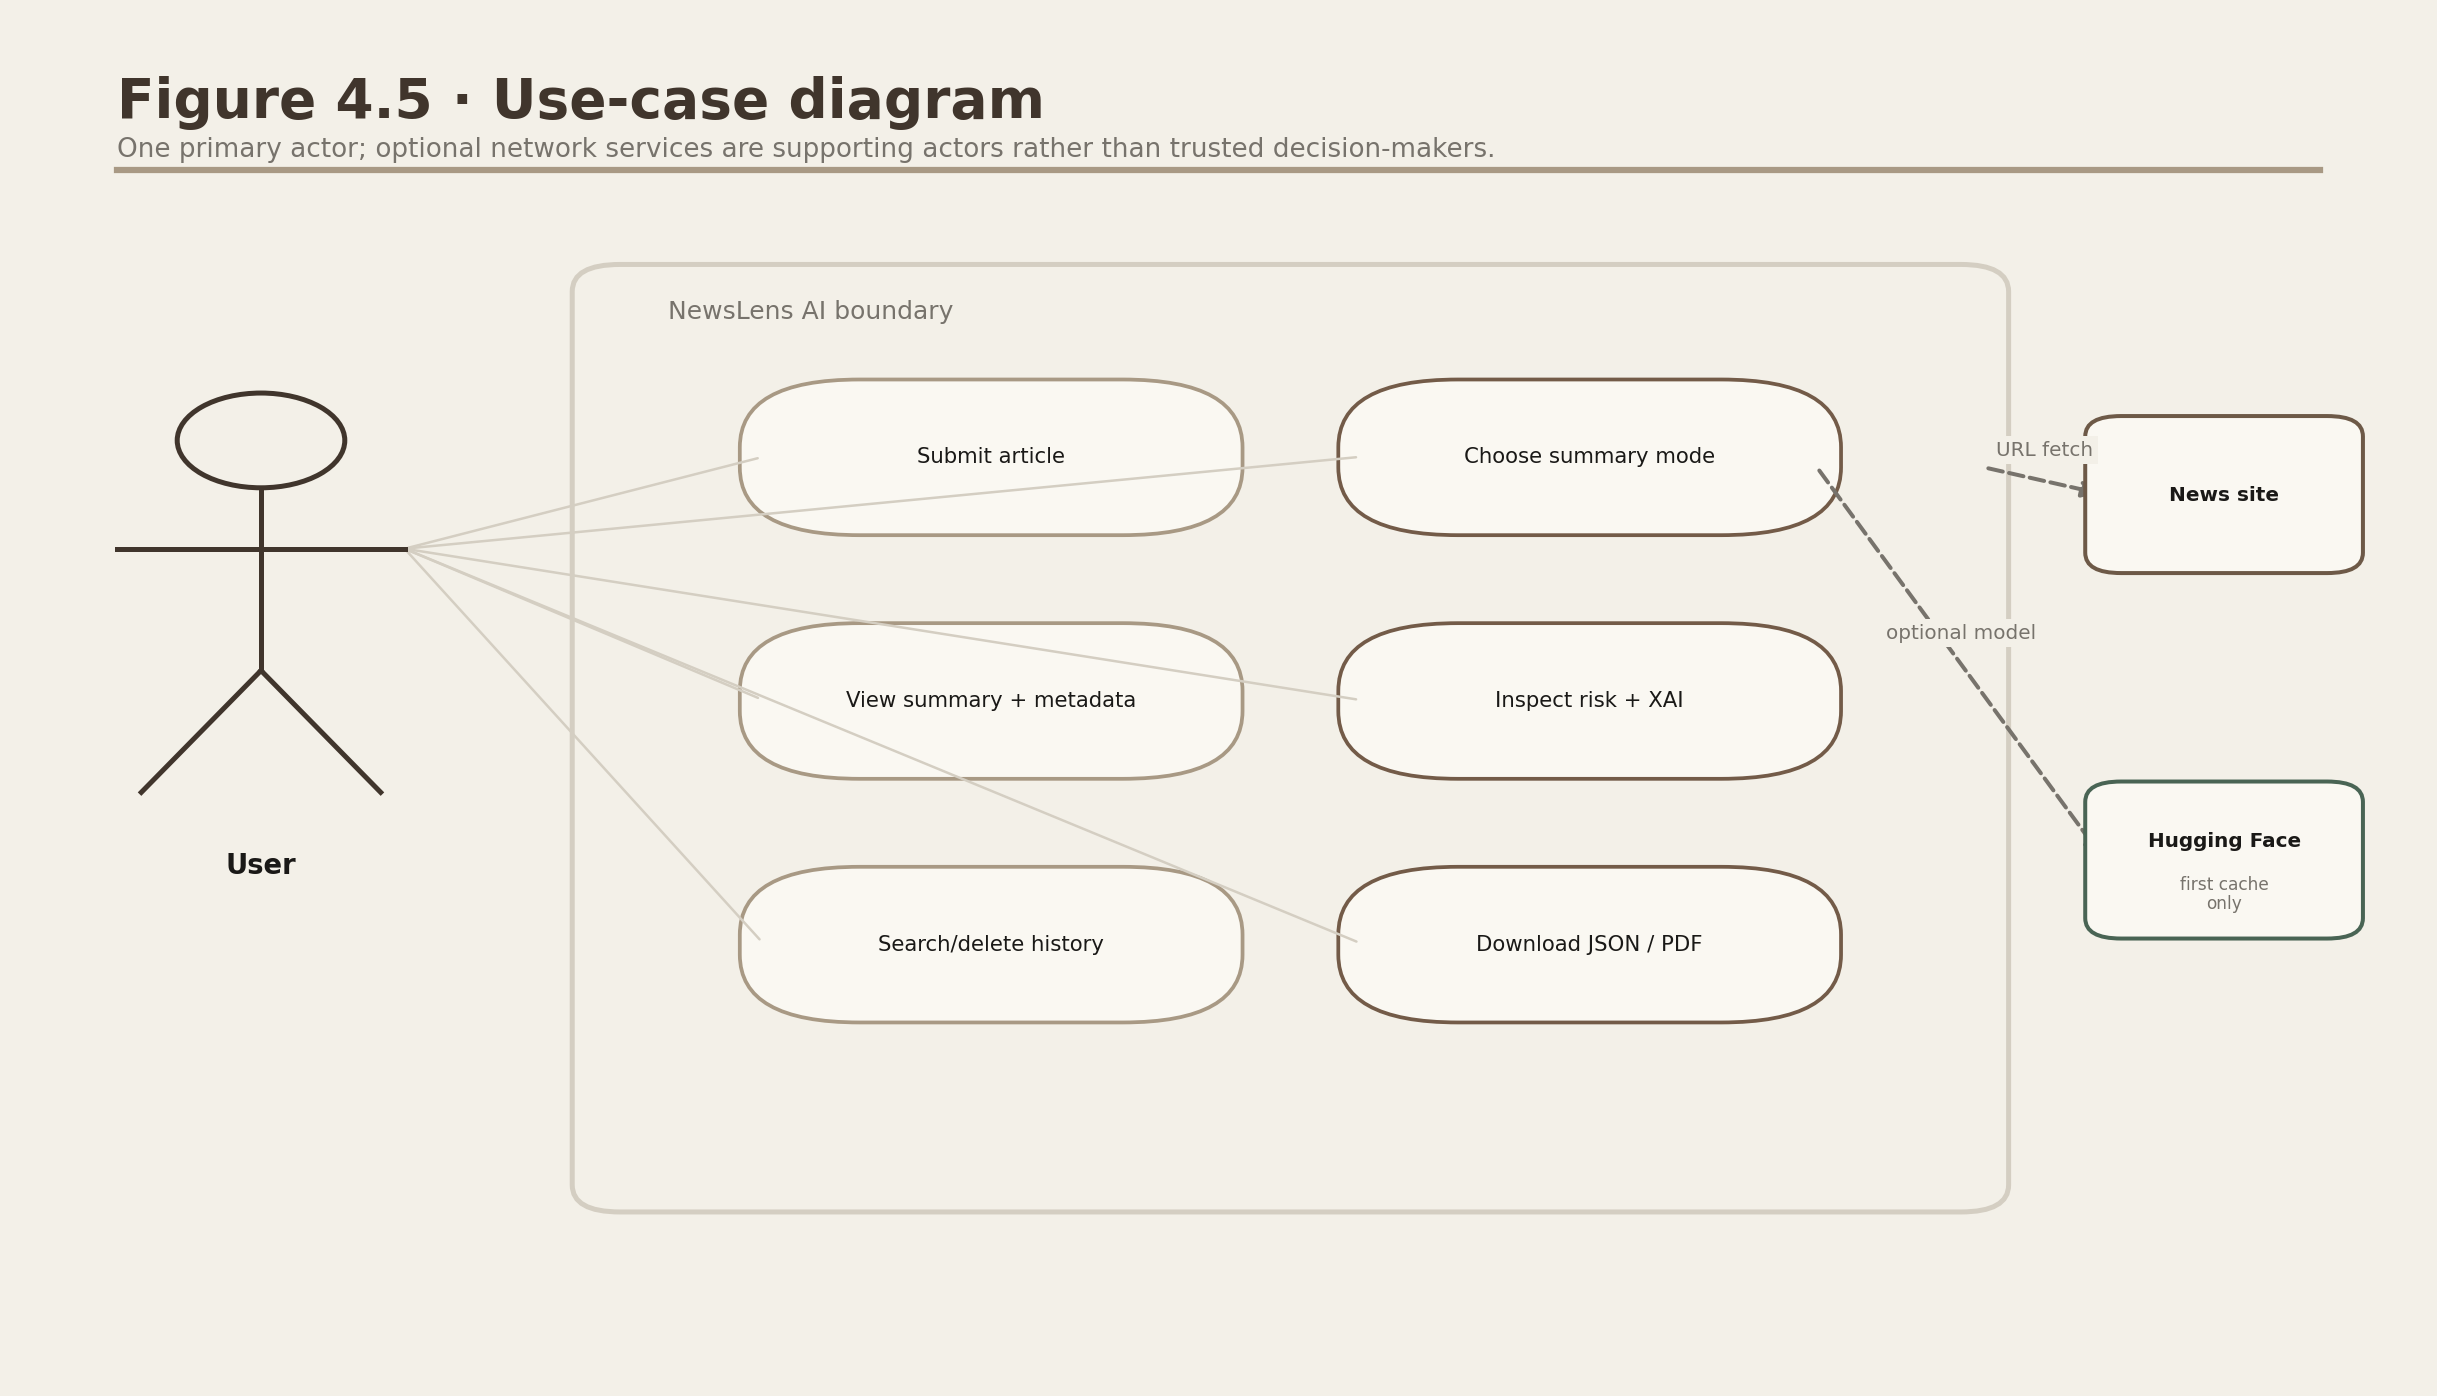 Figure 4.5 · Use-case diagram
One primary actor; optional network services are supporting actors rather than trusted decision-makers.
NewsLens AI boundary
Submit article
Choose summary mode
URL fetch
News site
optional model
View summary + metadata
Inspect risk + XAI
Hugging Face
first cache
only
User
Search/delete history
Download JSON / PDF